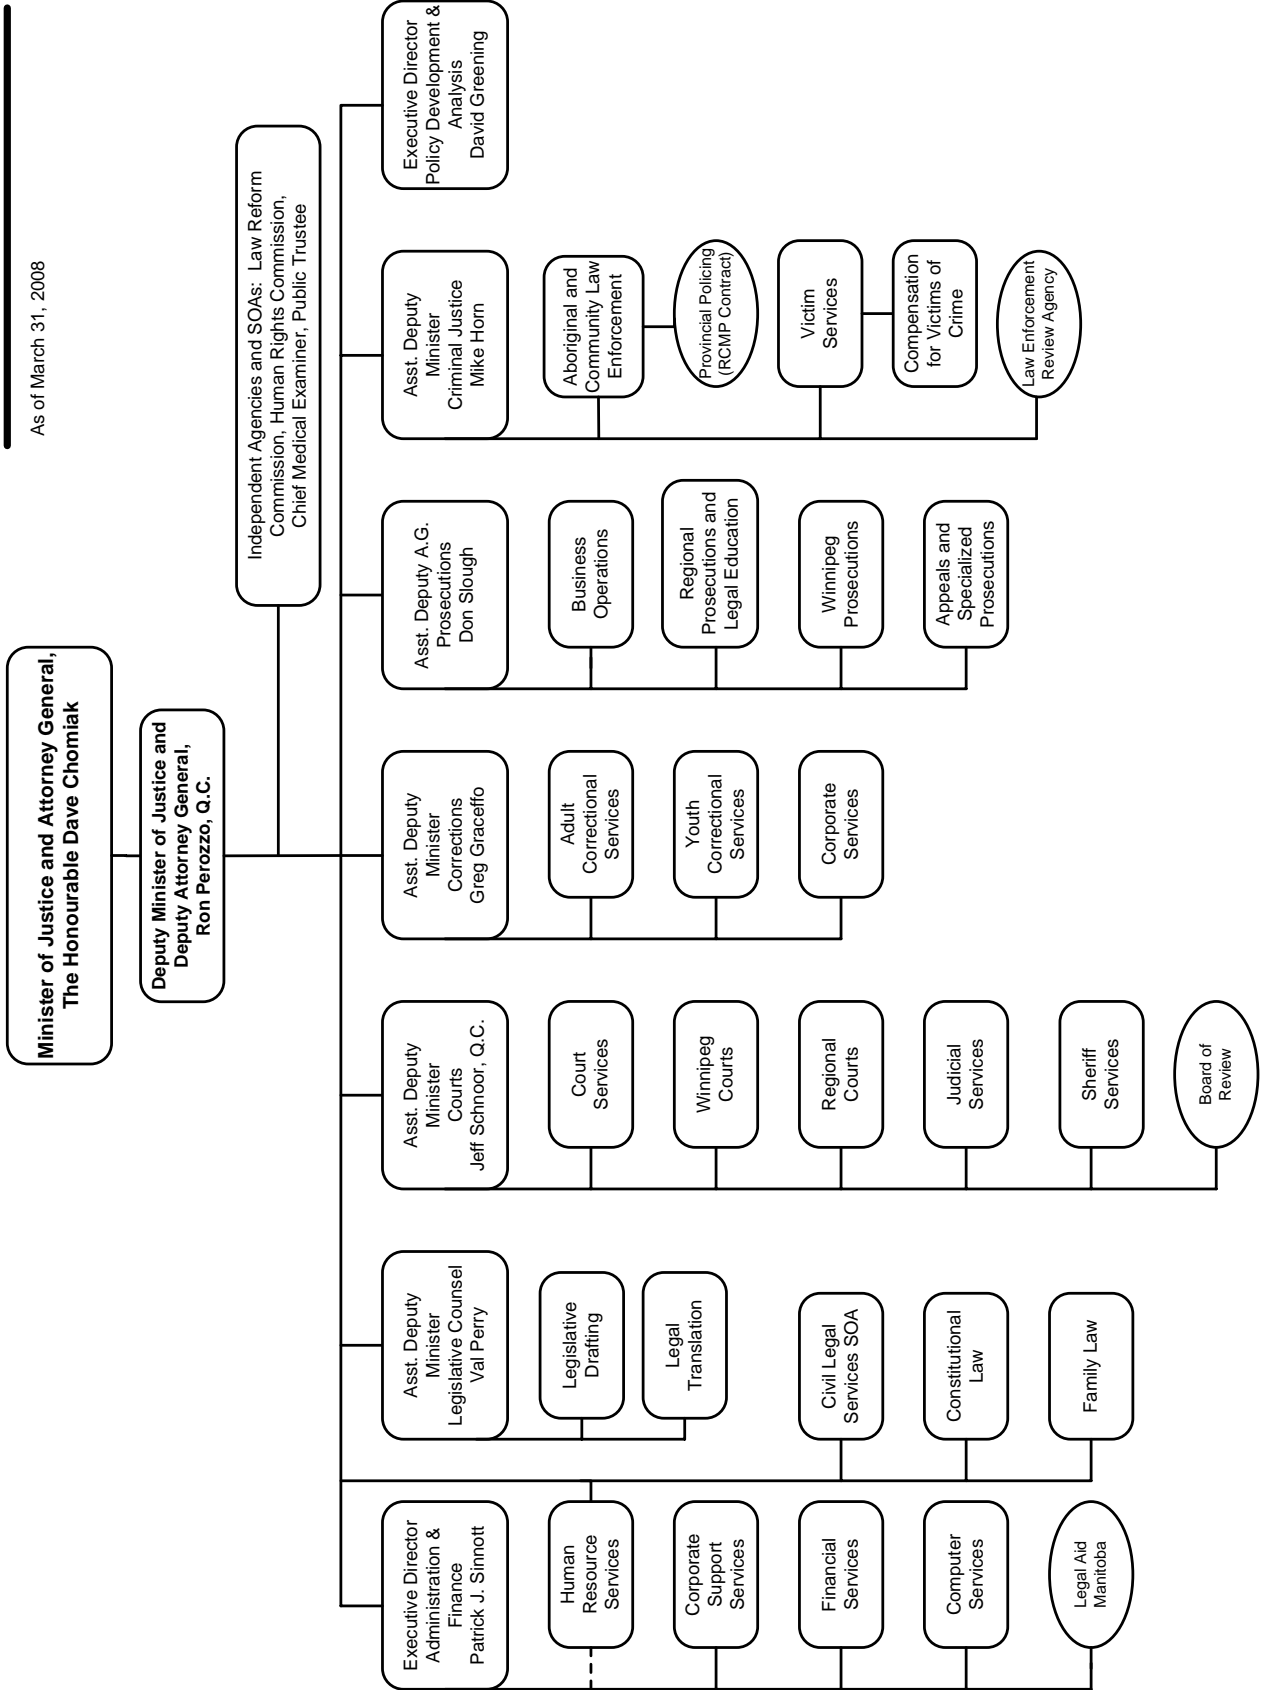 As of March 31, 2008
Minister of Justice and Attorney General,
The Honourable Dave Chomiak
Deputy Minister of Justice and
Deputy Attorney General,
Ron Perozzo, Q.C.
Independent Agencies and SOAs: Law Reform
Commission, Human Rights Commission,
Chief Medical Examiner, Public Trustee
Executive Director
Administration &
Finance
Patrick J. Sinnott
Human
Resource
Services
Corporate
Support
Services
Financial
Services
Computer
Services
Legal Aid
Manitoba
Asst. Deputy
Minister
Legislative Counsel
Val Perry
Legislative
Drafting
Legal
Translation
Civil Legal
Services SOA
Constitutional
Law
Family Law
Asst. Deputy
Minister
Courts
Jeff Schnoor, Q.C.
Court
Services
Winnipeg
Courts
Regional
Courts
Judicial
Services
Sheriff
Services
Board of
Review
Asst. Deputy
Minister
Corrections
Greg Graceffo
Adult
Correctional
Services
Youth
Correctional
Services
Corporate
Services
Asst. Deputy A.G.
Prosecutions
Don Slough
Business
Operations
Regional
Prosecutions and
Legal Education
Winnipeg
Prosecutions
Appeals and
Specialized
Prosecutions
Asst. Deputy
Minister
Criminal Justice
Mike Horn
Aboriginal and
Community Law
Enforcement
Provincial Policing
(RCMP Contract)
Victim
Services
Compensation
for Victims of
Crime
Law Enforcement
Review Agency
Executive Director
Policy Development &
Analysis
David Greening